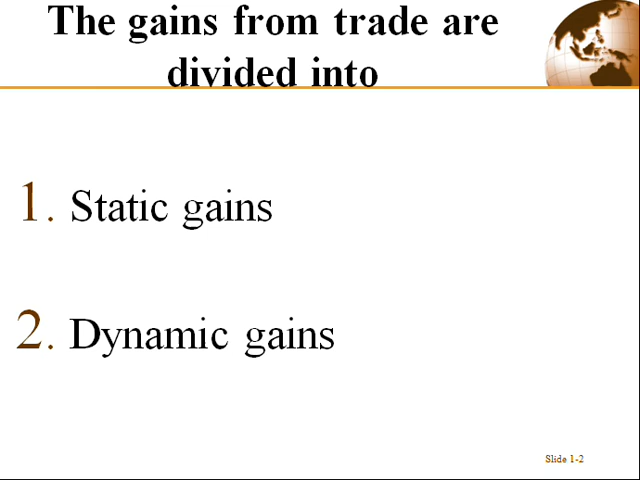 The gains from trade are
divided into
1. Static gains
2. Dynamic gains
Slide 1-2